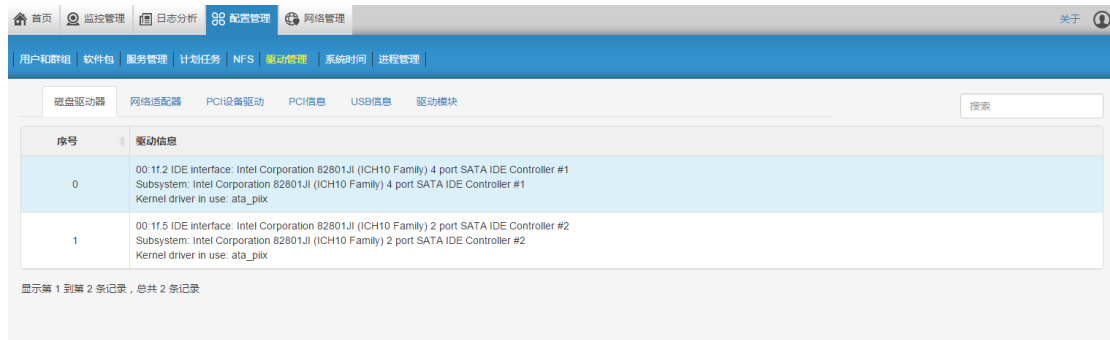 首页 监控管理 日志分析 配置管理 网络管理 关于
用户和群组 软件包 服务管理 计划任务 NFS 驱动管理 系统时间 进程管理
磁盘驱动器 网络适配器 PCI设备驱动 PCI信息 USB信息 驱动模块 搜索
序号 驱动信息
00:1f.2 IDE interface: Intel Corporation 82801JI (ICH10 Family) 4 port SATA IDE Controller #1
0 Subsystem: Intel Corporation 82801JI (ICH10 Family) 4 port SATA IDE Controller #1
Kernel driver in use: ata_piix
00:1f.5 IDE interface: Intel Corporation 82801JI (ICH10 Family) 2 port SATA IDE Controller #2
1 Subsystem: Intel Corporation 82801JI (ICH10 Family) 2 port SATA IDE Controller #2
Kernel driver in use: ata_piix
显示第 1 到第 2 条记录，总共 2 条记录